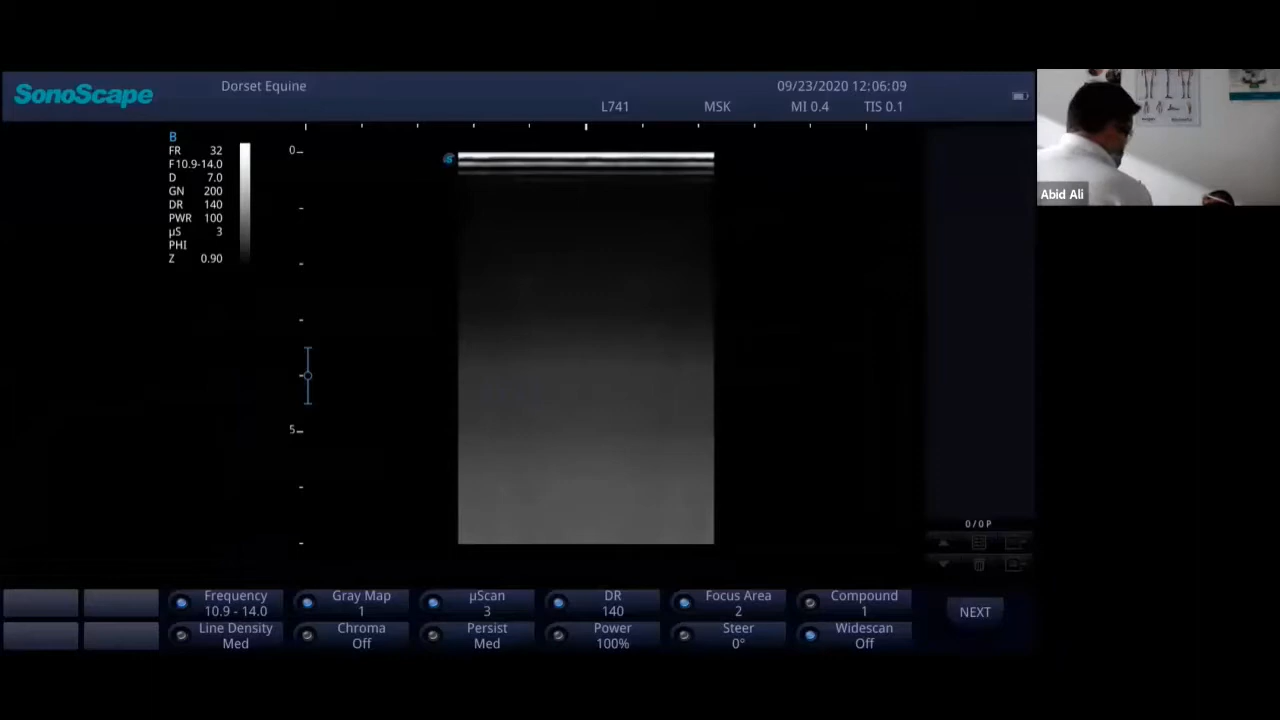 SonoScape
Dorset Equine
09/23/2020 12:06:09
L741
MSK
MI 0.4
TIS 0.1
Abid Ali
B
FR 32
F10.9-14.0
D 7.0
GN 200
DR 140
PWR 100
µS 3
PHI
Z 0.90
0
5
0/0P
Frequency
10.9 - 14.0
Gray Map
1
µScan
3
DR
140
Focus Area
2
Compound
1
NEXT
Line Density
Med
Chroma
Off
Persist
Med
Power
100%
Steer
0°
Widescan
Off